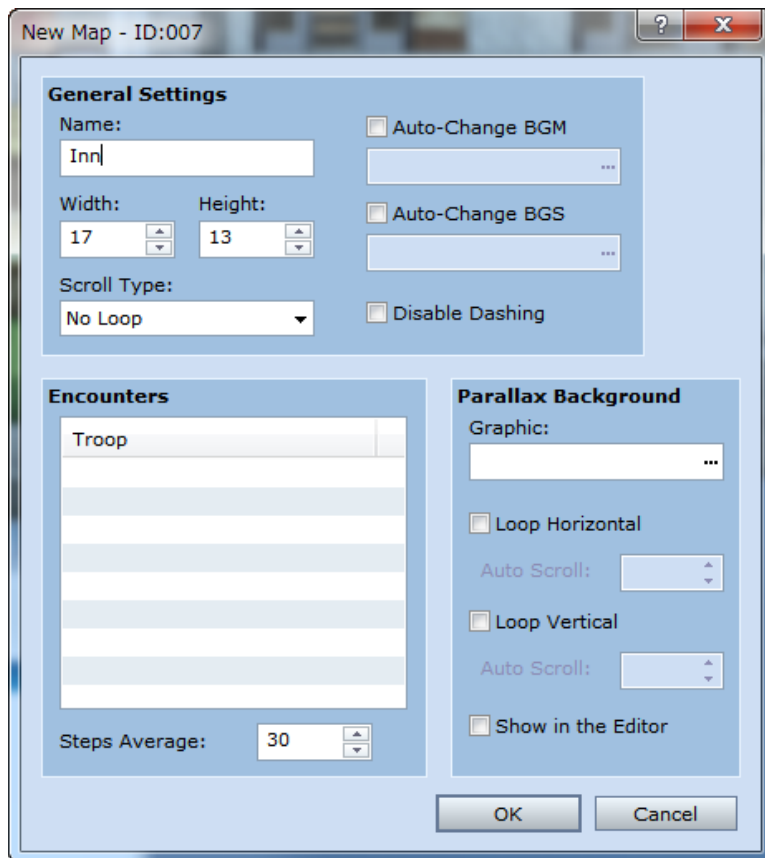 New Map - ID:007
?
X
General Settings
Name:
Inn
Auto-Change BGM
...
Width:
Height:
17
13
Auto-Change BGS
...
Scroll Type:
No Loop
Disable Dashing
Encounters
Troop
Steps Average:
30
Parallax Background
Graphic:
...
Loop Horizontal
Auto Scroll:
Loop Vertical
Auto Scroll:
Show in the Editor
OK
Cancel